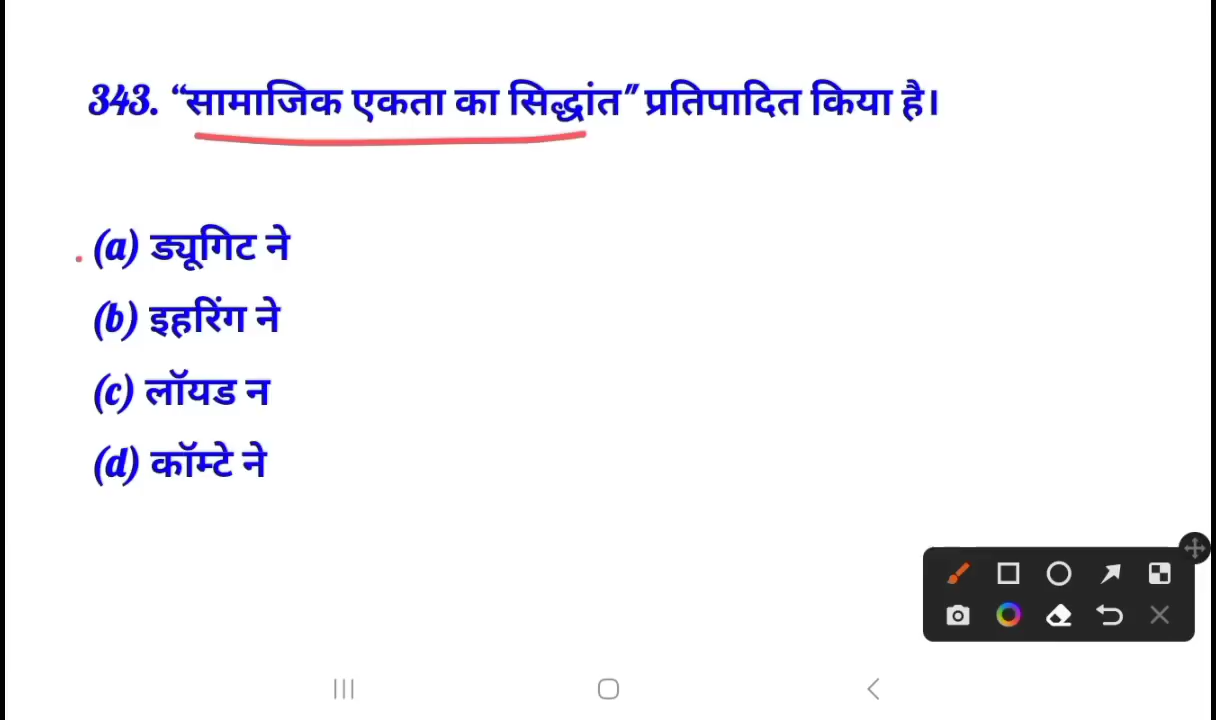 343. “सामाजिक एकता का सिद्धांत” प्रतिपादित किया है।
(a) ड्यूगिट ने
(b) इहरिंग ने
(c) लॉयड न
(d) कॉम्टे ने